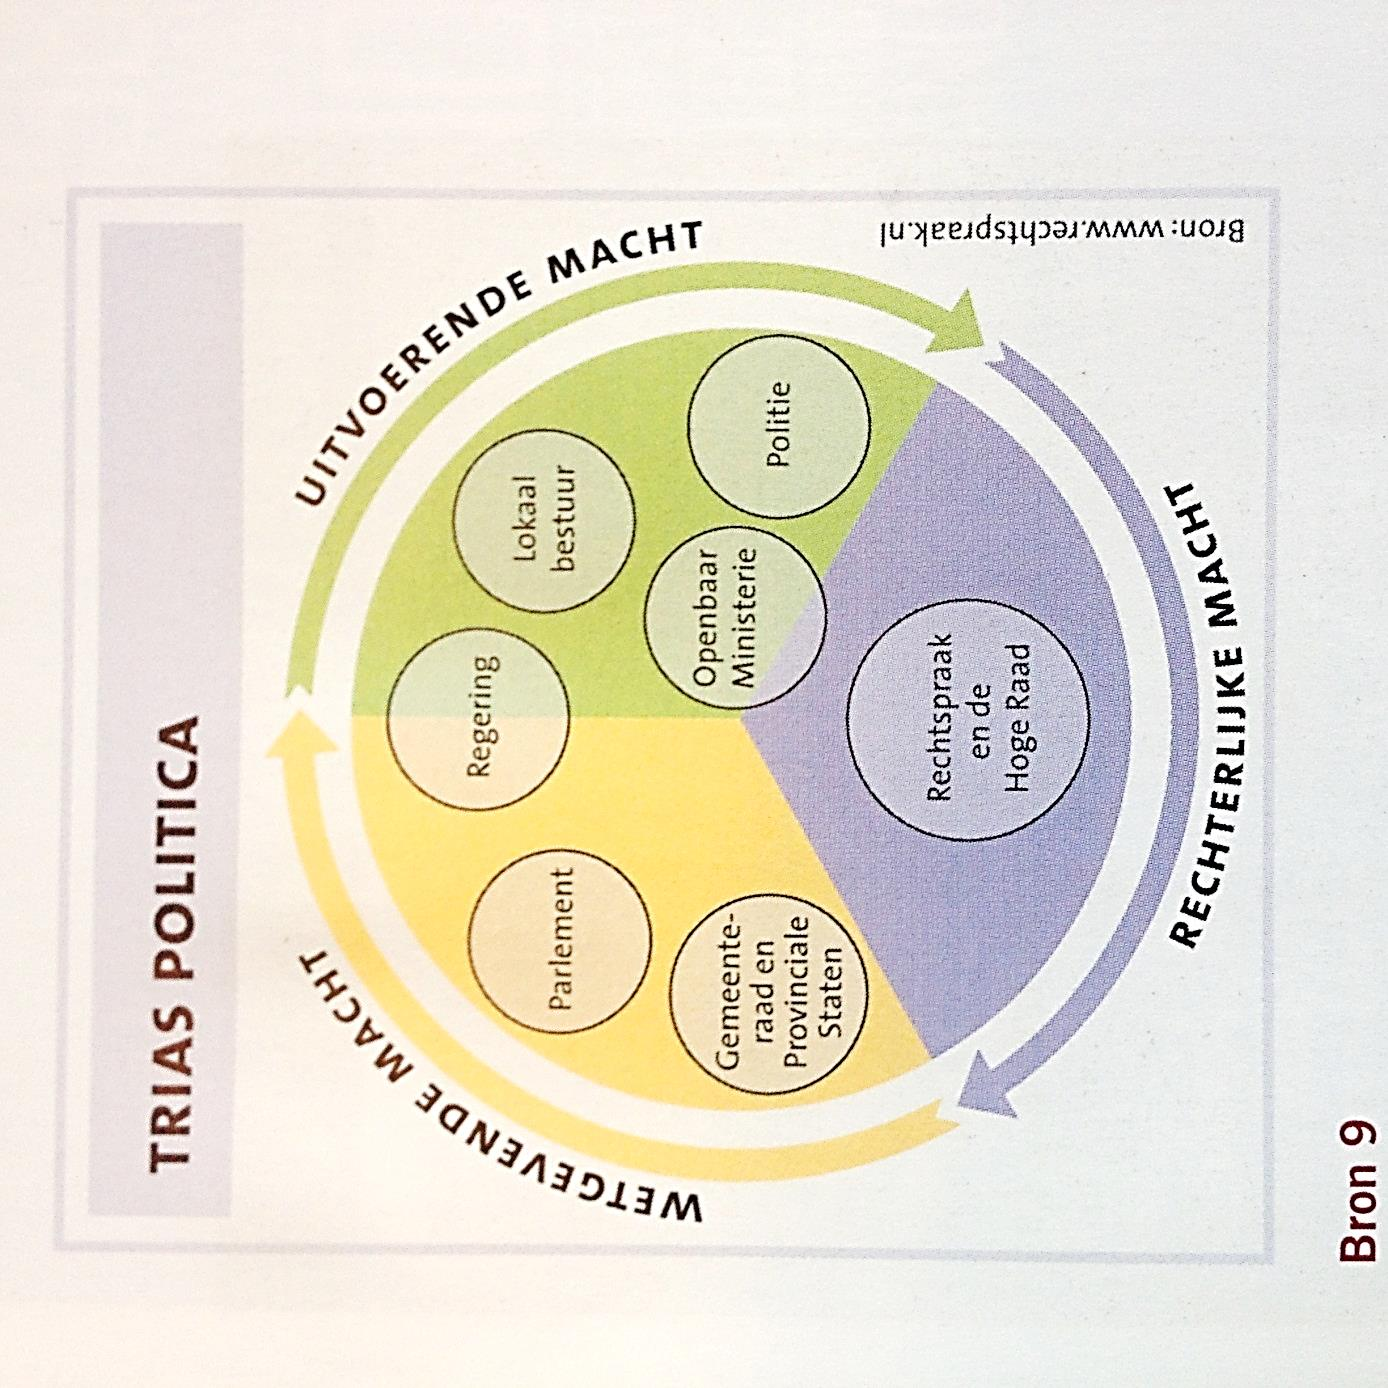 TRIAS POLITICA
WETGEVENDE MACHT
UITVOERENDE MACHT
Regering
Parlement
Lokaal
bestuur
Gemeente-
raad en
Provinciale
Staten
Openbaar
Ministerie
Politie
Rechtspraak
en de
Hoge Raad
RECHTERLIJKE MACHT
Bron: www.rechtspraak.nl
Bron 9